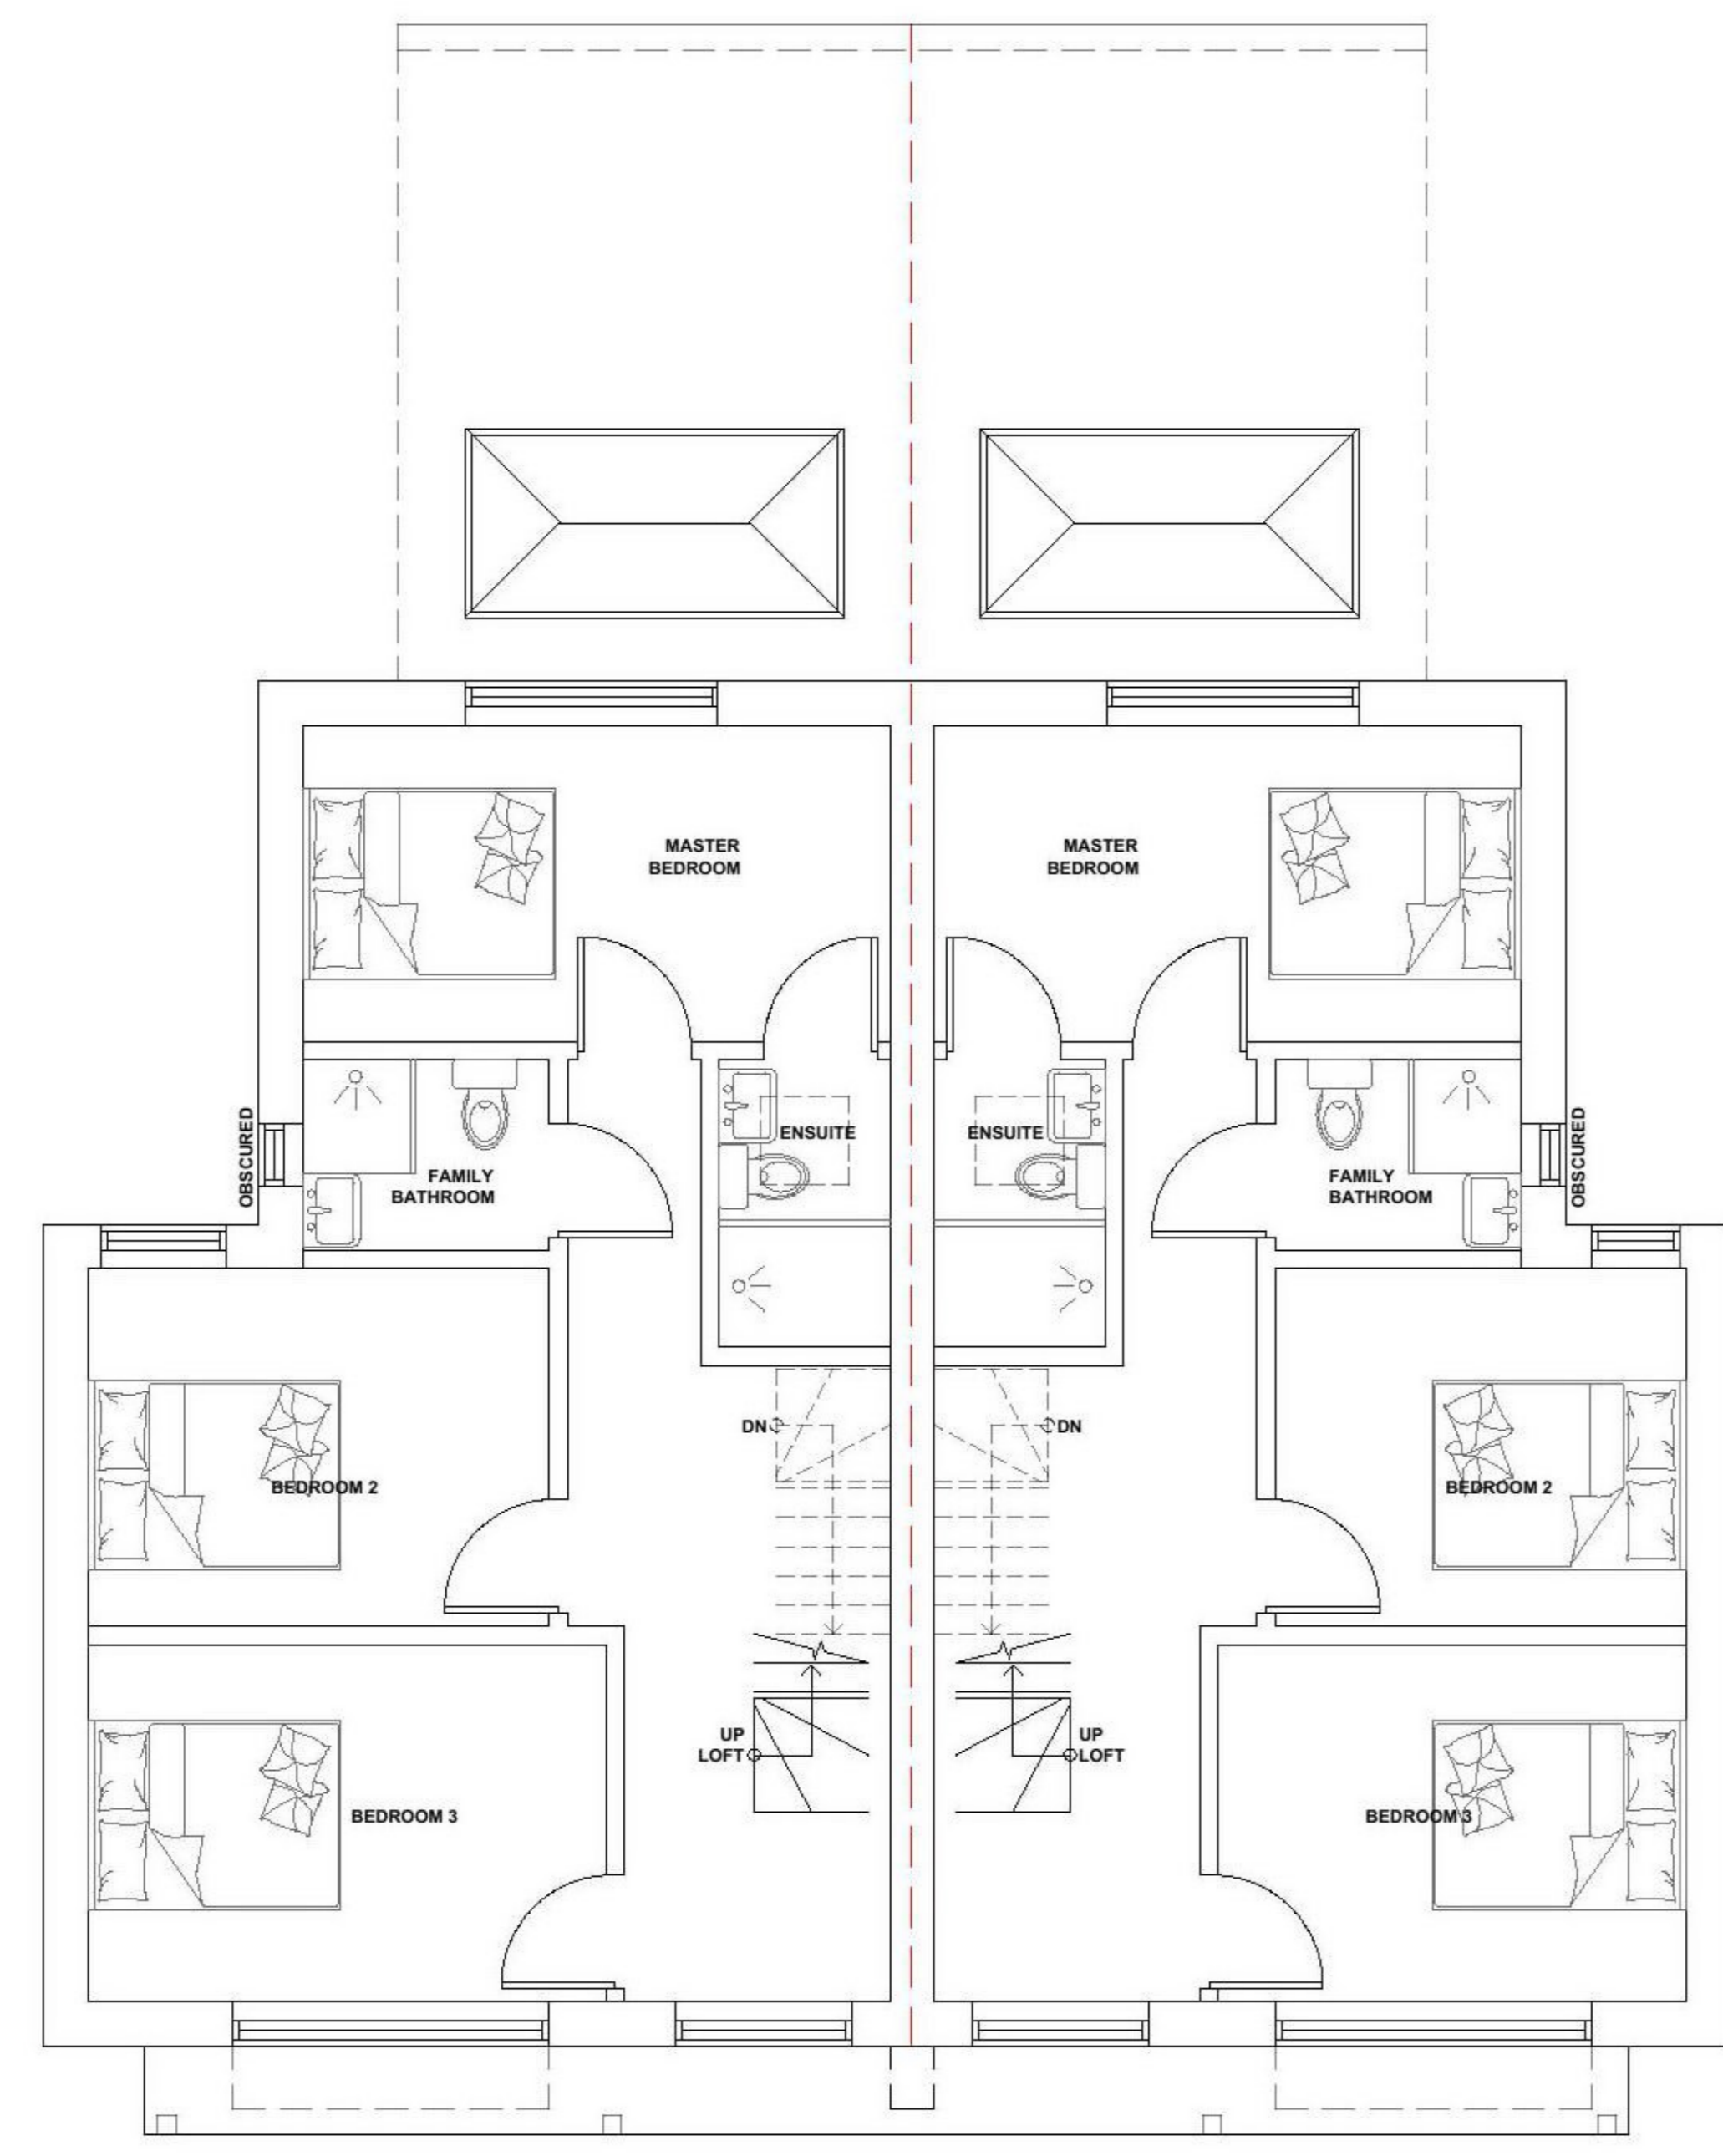 MASTER
BEDROOM
MASTER
BEDROOM
OBSCURED
FAMILY
BATHROOM
ENSUITE
ENSUITE
FAMILY
BATHROOM
OBSCURED
DN
DN
BEDROOM 2
BEDROOM 2
UP
LOFT
UP
LOFT
BEDROOM 3
BEDROOM 3